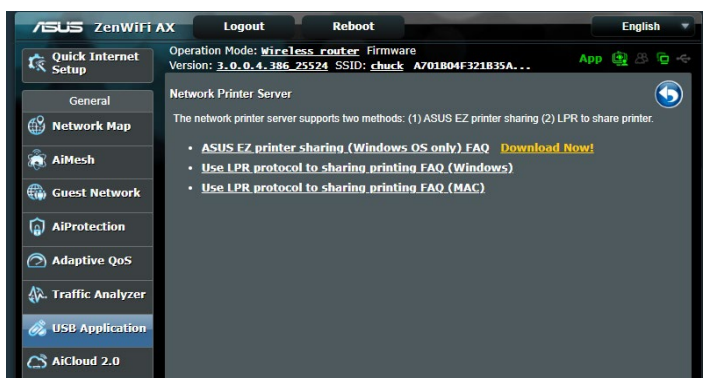 ASUS ZenWiFi AX Logout Reboot English
Quick Internet Setup
Operation Mode: Wireless router Firmware
Version: 3.0.0.4.386_25524 SSID: chuck A701B04F321B35A... App
General
Network Map
AiMesh
Guest Network
AiProtection
Adaptive QoS
Traffic Analyzer
USB Application
AiCloud 2.0
Network Printer Server
The network printer server supports two methods: (1) ASUS EZ printer sharing (2) LPR to share printer.
• ASUS EZ printer sharing (Windows OS only) FAQ Download Now!
• Use LPR protocol to sharing printing FAQ (Windows)
• Use LPR protocol to sharing printing FAQ (MAC)